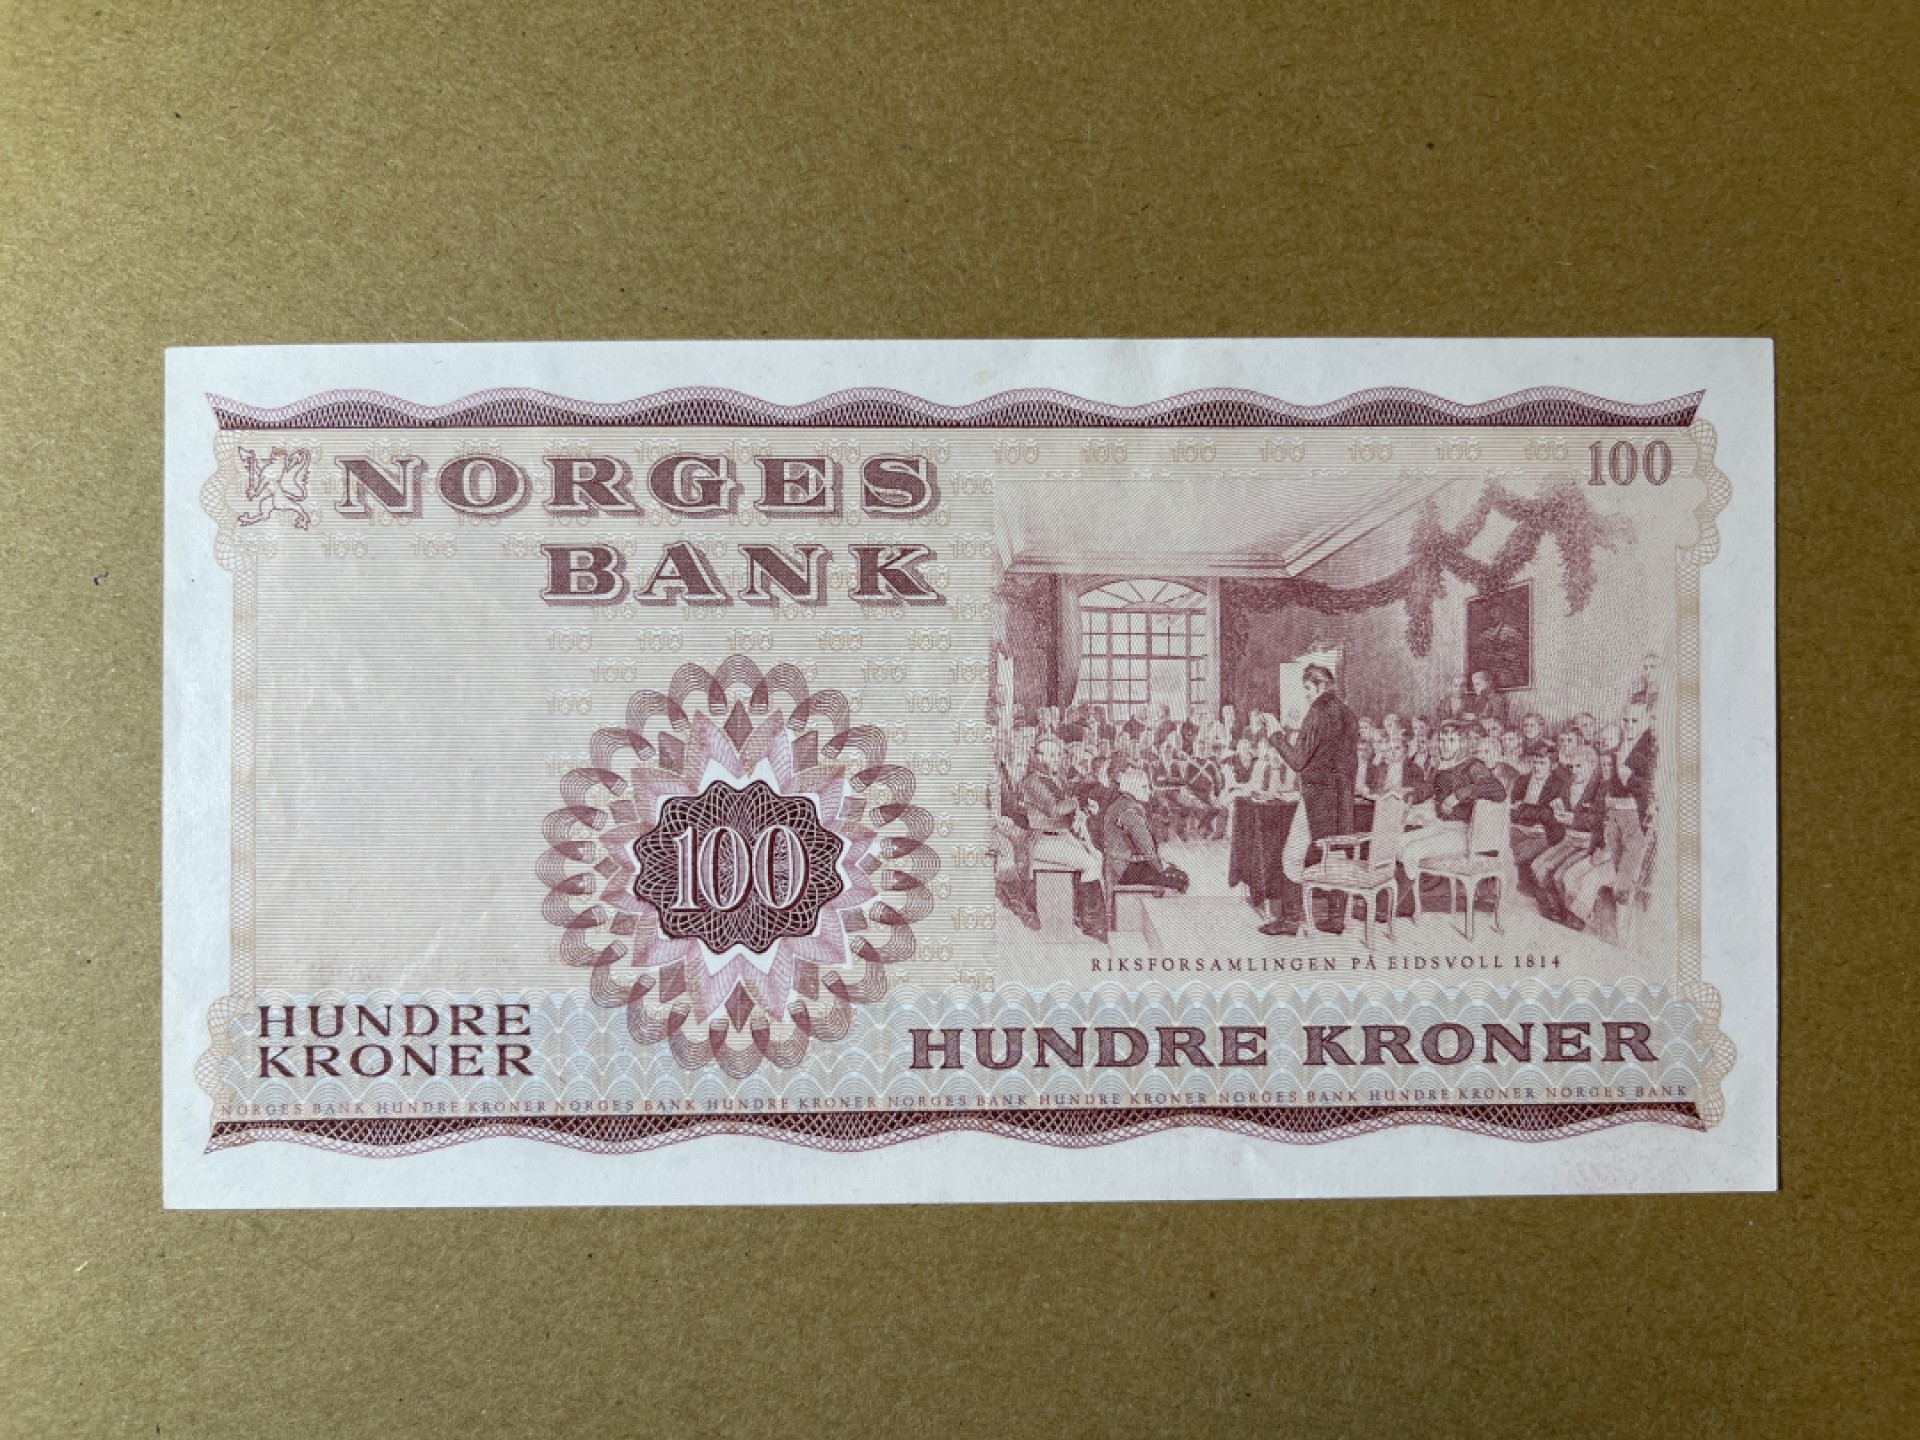 NORGES
BANK
100
100
RIKSFORSAMLINGEN PÅ EIDSVOLL 1814
HUNDRE
KRONER
HUNDRE KRONER
NORGES BANK HUNDRE KRONER NORGES BANK HUNDRE KRONER NORGES BANK HUNDRE KRONER NORGES BANK HUNDRE KRONER NORGES BANK